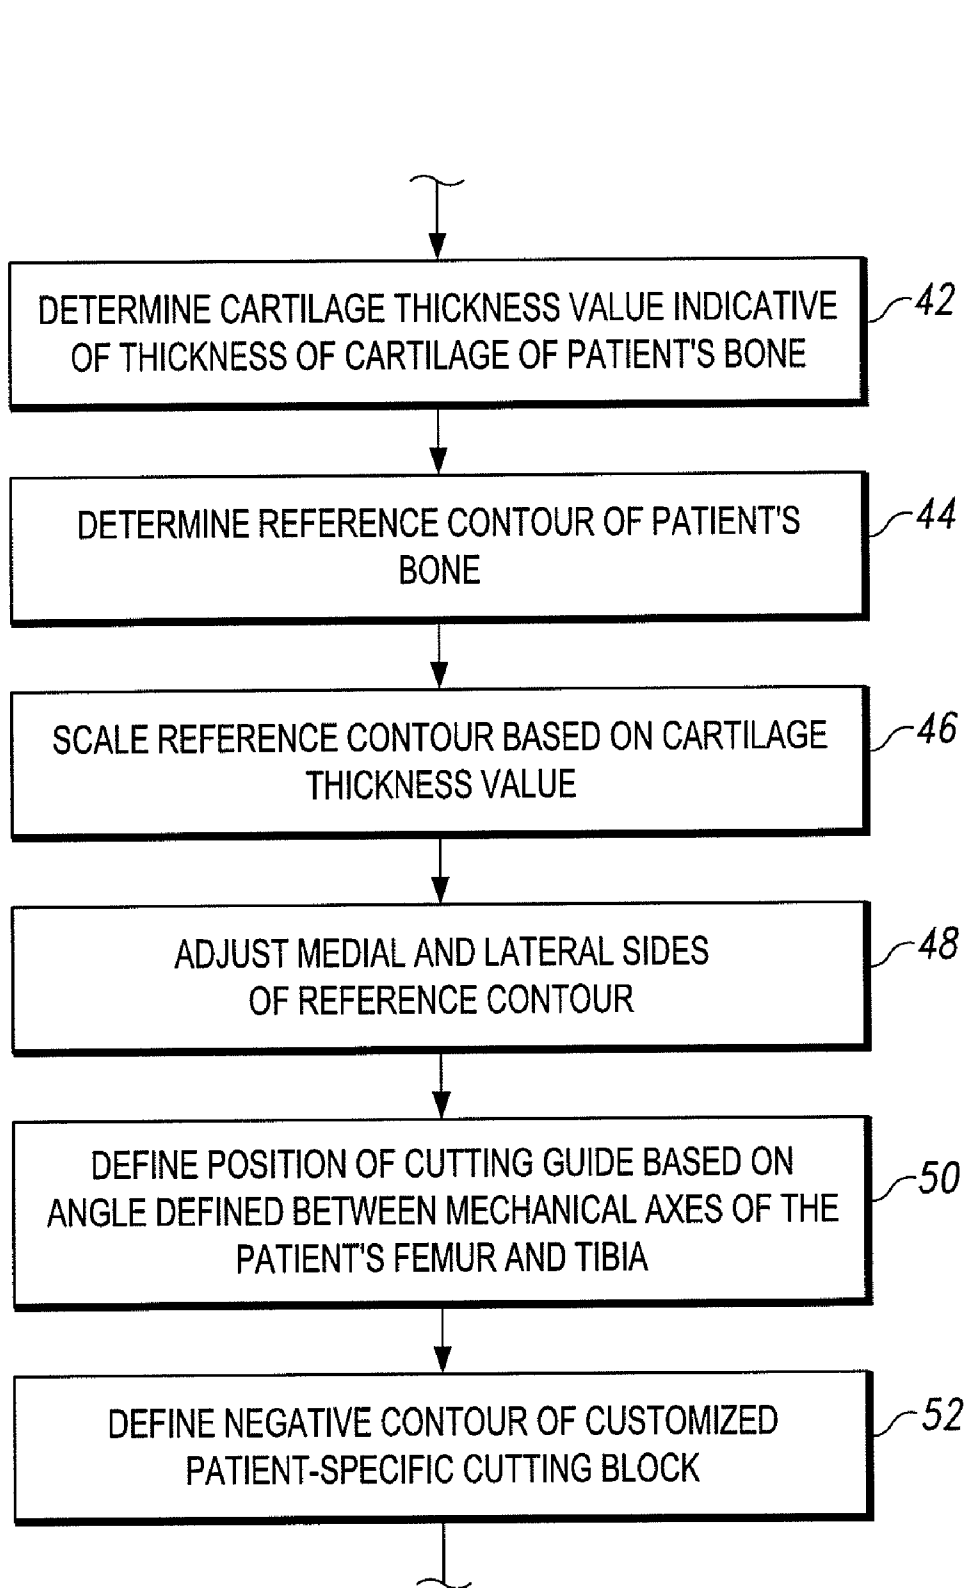 DETERMINE CARTILAGE THICKNESS VALUE INDICATIVE
OF THICKNESS OF CARTILAGE OF PATIENT'S BONE
42
DETERMINE REFERENCE CONTOUR OF PATIENT'S
BONE
44
SCALE REFERENCE CONTOUR BASED ON CARTILAGE
THICKNESS VALUE
46
ADJUST MEDIAL AND LATERAL SIDES
OF REFERENCE CONTOUR
48
DEFINE POSITION OF CUTTING GUIDE BASED ON
ANGLE DEFINED BETWEEN MECHANICAL AXES OF THE
PATIENT'S FEMUR AND TIBIA
50
DEFINE NEGATIVE CONTOUR OF CUSTOMIZED
PATIENT-SPECIFIC CUTTING BLOCK
52